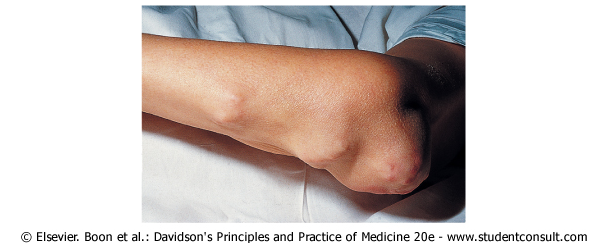 © Elsevier. Boon et al.: Davidson's Principles and Practice of Medicine 20e - www.studentconsult.com